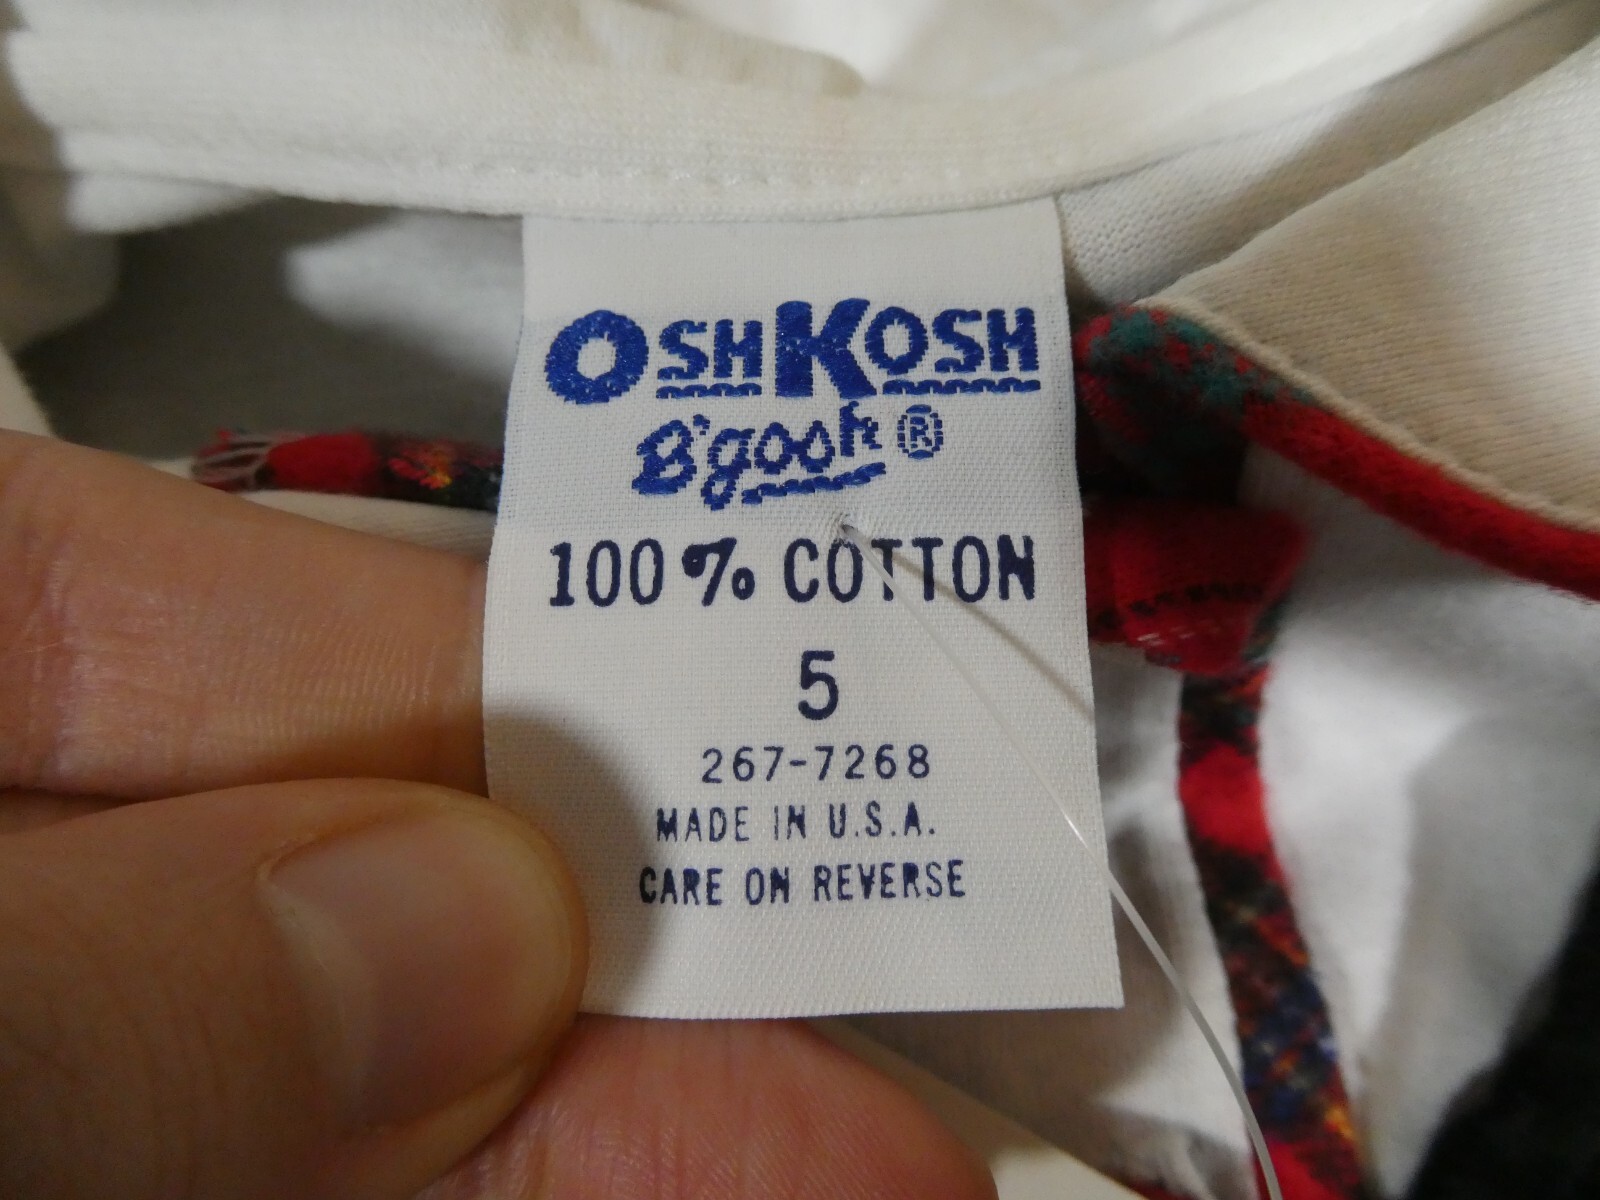 OSHKOSH
B'gosh ®
100% COTTON
5
267-7268
MADE IN U.S.A.
CARE ON REVERSE